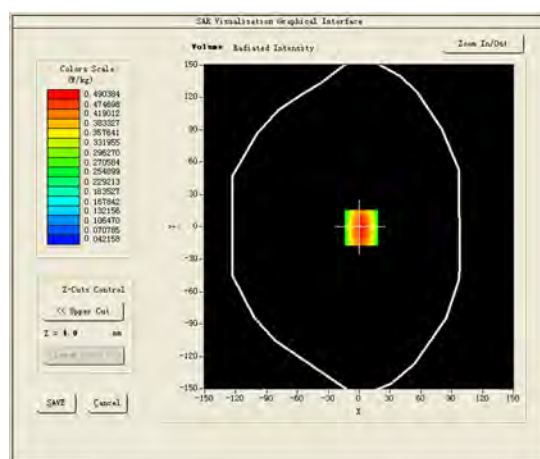 SAR Visualisation Graphical Interface
Volume Radiated Intensity
Zoom In/Out
Colors Scale
(W/kg)
0.490384
0.474698
0.419012
0.383327
0.357641
0.331955
0.296270
0.270584
0.254899
0.229213
0.183527
0.157842
0.132156
0.106470
0.070785
0.042158
150
120
90
60
30
0
-30
-60
-90
-120
-150
-150 -120 -90 -60 -30 0 30 60 90 120 150
X
Z-Cuts Control
<< Upper Cut
Z = 4.0 mm
SAVE
Cancel